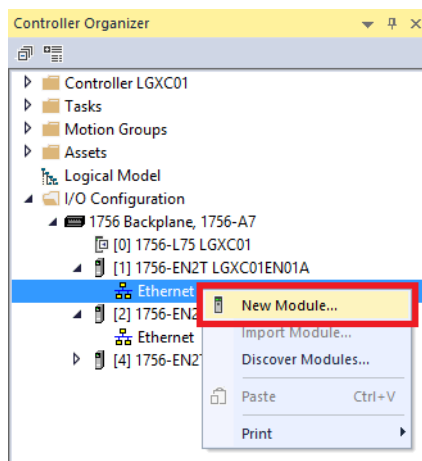 Controller Organizer
Controller LGXC01
Tasks
Motion Groups
Assets
Logical Model
I/O Configuration
1756 Backplane, 1756-A7
[0] 1756-L75 LGXC01
[1] 1756-EN2T LGXC01EN01A
Ethernet
New Module...
[2] 1756-EN2
Import Module...
Ethernet
Discover Modules...
[4] 1756-EN2T
Paste Ctrl+V
Print